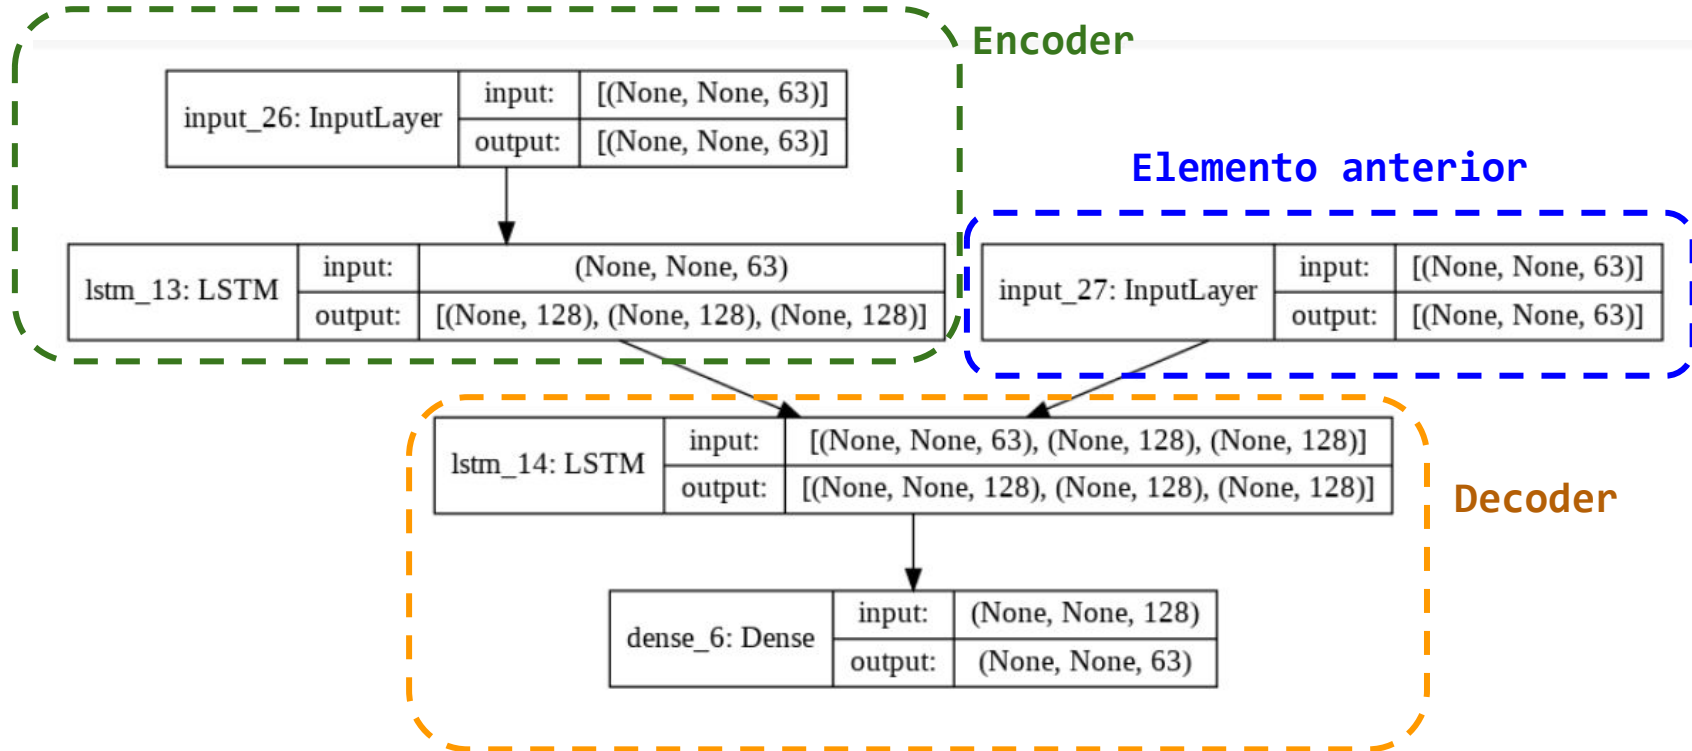 Encoder
input_26: InputLayer
input:
[(None, None, 63)]
output:
[(None, None, 63)]
Elemento anterior
lstm_13: LSTM
input:
(None, None, 63)
output:
[(None, 128), (None, 128), (None, 128)]
input_27: InputLayer
input:
[(None, None, 63)]
output:
[(None, None, 63)]
lstm_14: LSTM
input:
[(None, None, 63), (None, 128), (None, 128)]
output:
[(None, None, 128), (None, 128), (None, 128)]
Decoder
dense_6: Dense
input:
(None, None, 128)
output:
(None, None, 63)